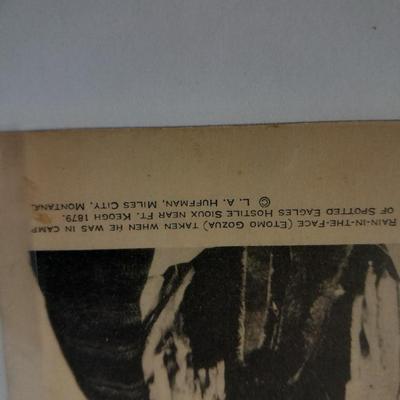 RAIN-IN-THE-FACE (ETOMO GOZUA) TAKEN WHEN HE WAS IN CAMP
OF SPOTTED EAGLES HOSTILE SIOUX NEAR FT. KEOGH 1879.
© L. A. HUFFMAN, MILES CITY, MONTANA.